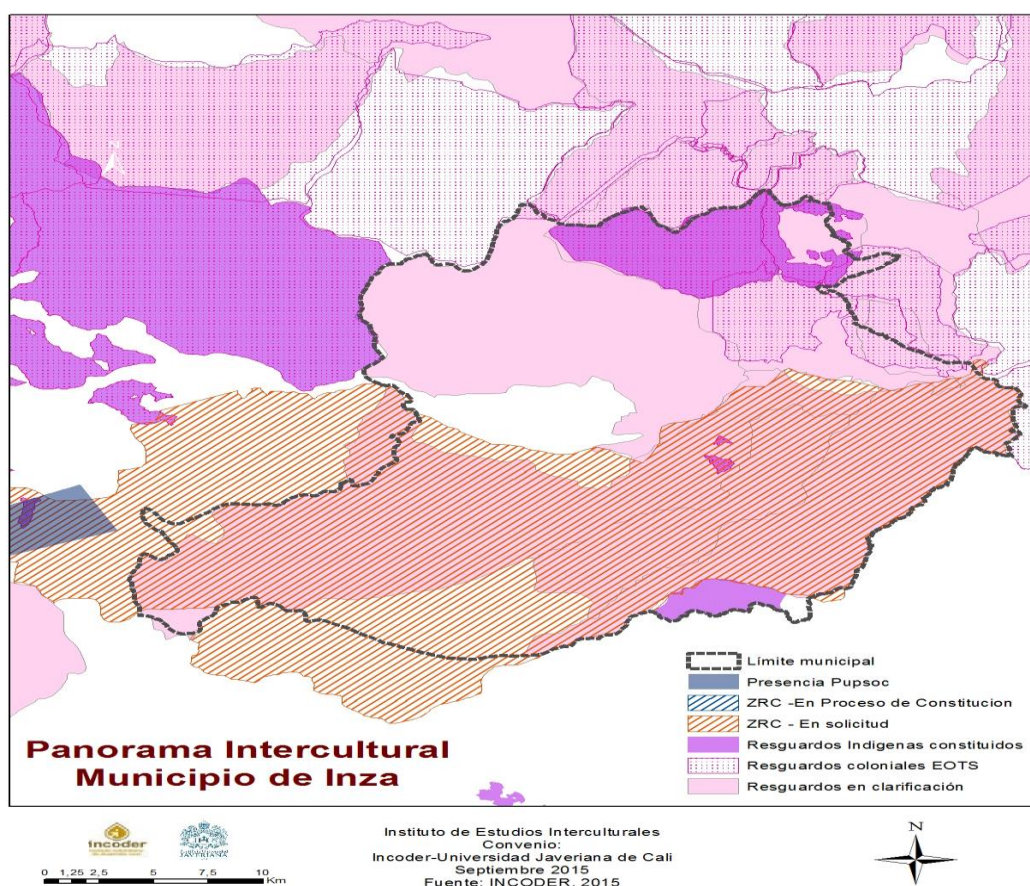 Límite municipal
Presencia Pupsoc
ZRC -En Proceso de Constitucion
ZRC - En solicitud
Resguardos Indigenas constituidos
Resguardos coloniales EOTS
Resguardos en clarificación
Panorama Intercultural
Municipio de Inza
incoder
Instituto de Estudios Interculturales
Convenio:
Incoder-Universidad Javeriana de Cali
Septiembre 2015
Fuente: INCODER, 2015
JAVERIANA
0 1,25 2,5 5 7,5 10
Km
N